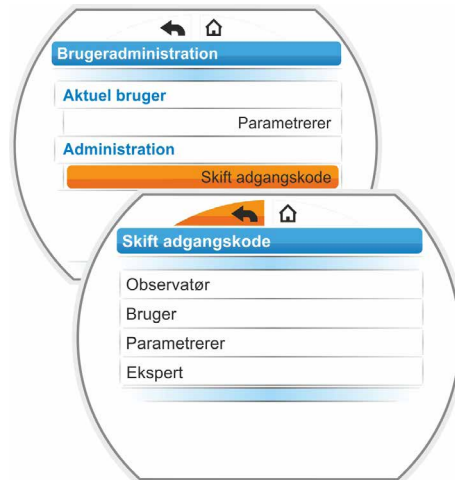 Brugeradministration
Aktuel bruger
Parametrerer
Administration
Skift adgangskode
Skift adgangskode
Observatør
Bruger
Parametrerer
Ekspert